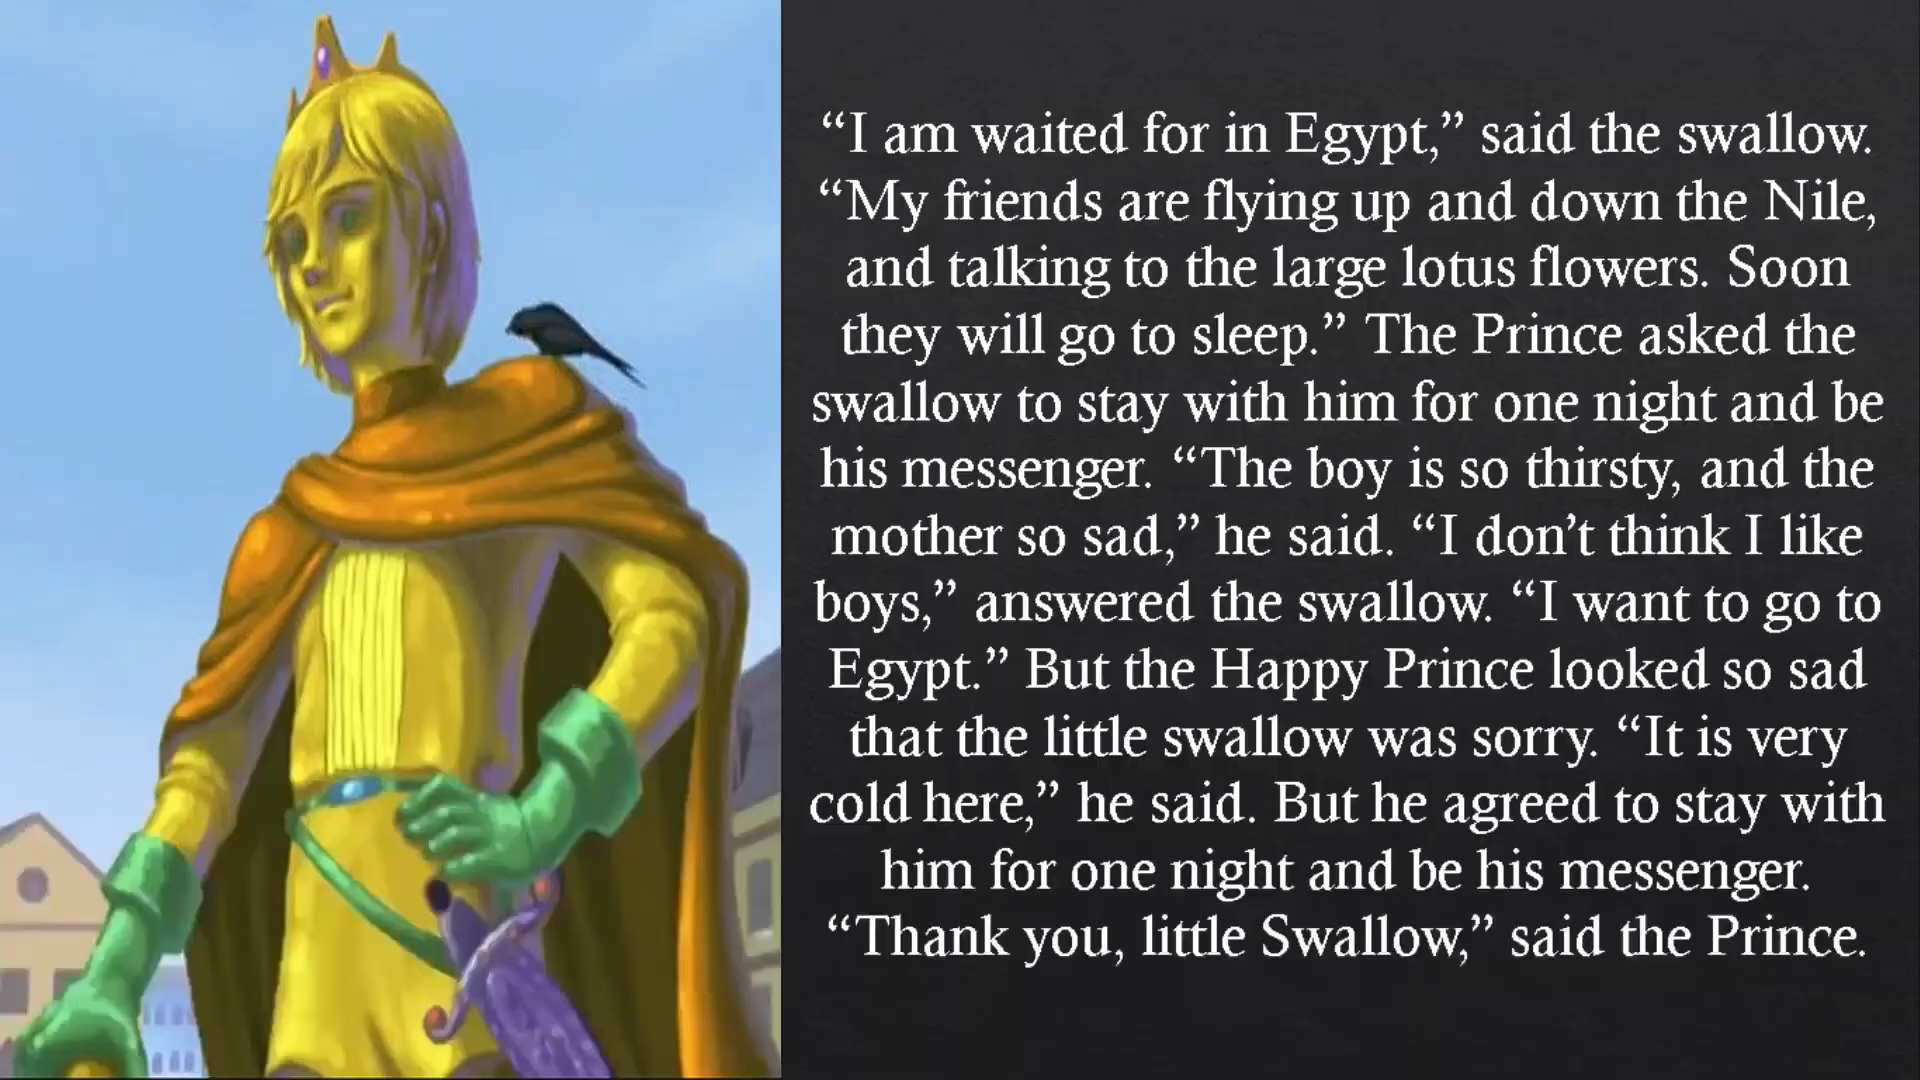 “I am waited for in Egypt,” said the swallow.
“My friends are flying up and down the Nile,
and talking to the large lotus flowers. Soon
they will go to sleep.” The Prince asked the
swallow to stay with him for one night and be
his messenger. “The boy is so thirsty, and the
mother so sad,” he said. “I don’t think I like
boys,” answered the swallow. “I want to go to
Egypt.” But the Happy Prince looked so sad
that the little swallow was sorry. “It is very
cold here,” he said. But he agreed to stay with
him for one night and be his messenger.
“Thank you, little Swallow,” said the Prince.